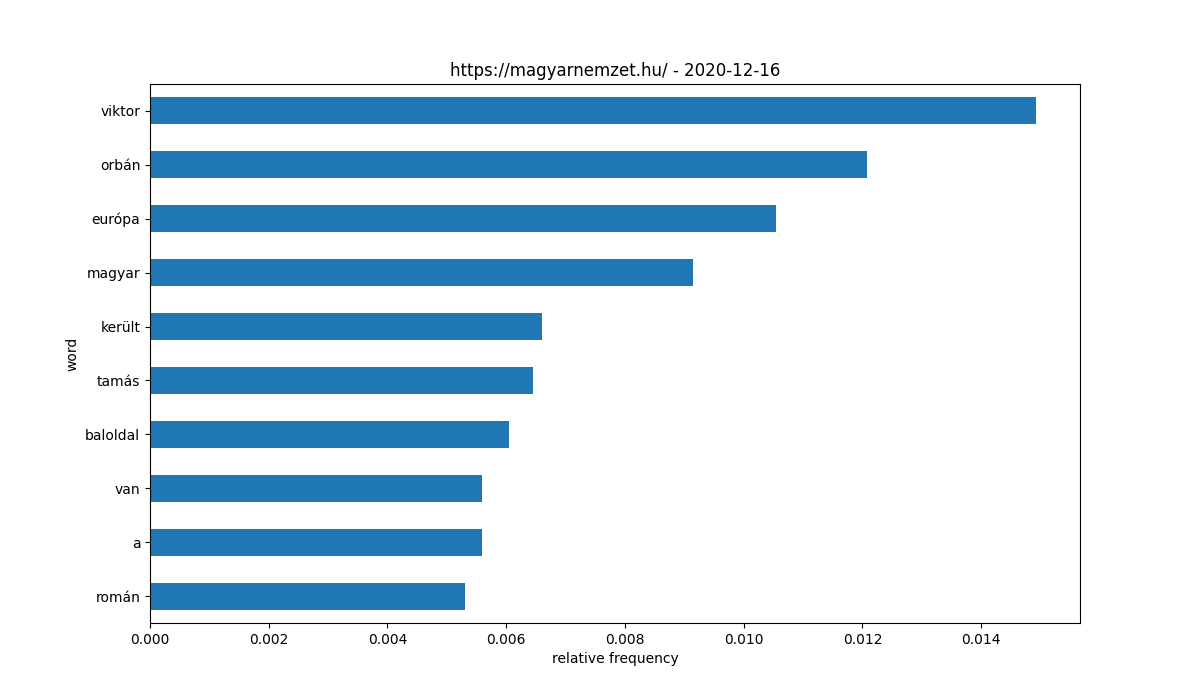 https://magyarnemzet.hu/ - 2020-12-16
viktor
orbán
európa
magyar
került
tamás
baloldal
van
a
román
word
0.000 0.002 0.004 0.006 0.008 0.010 0.012 0.014
relative frequency